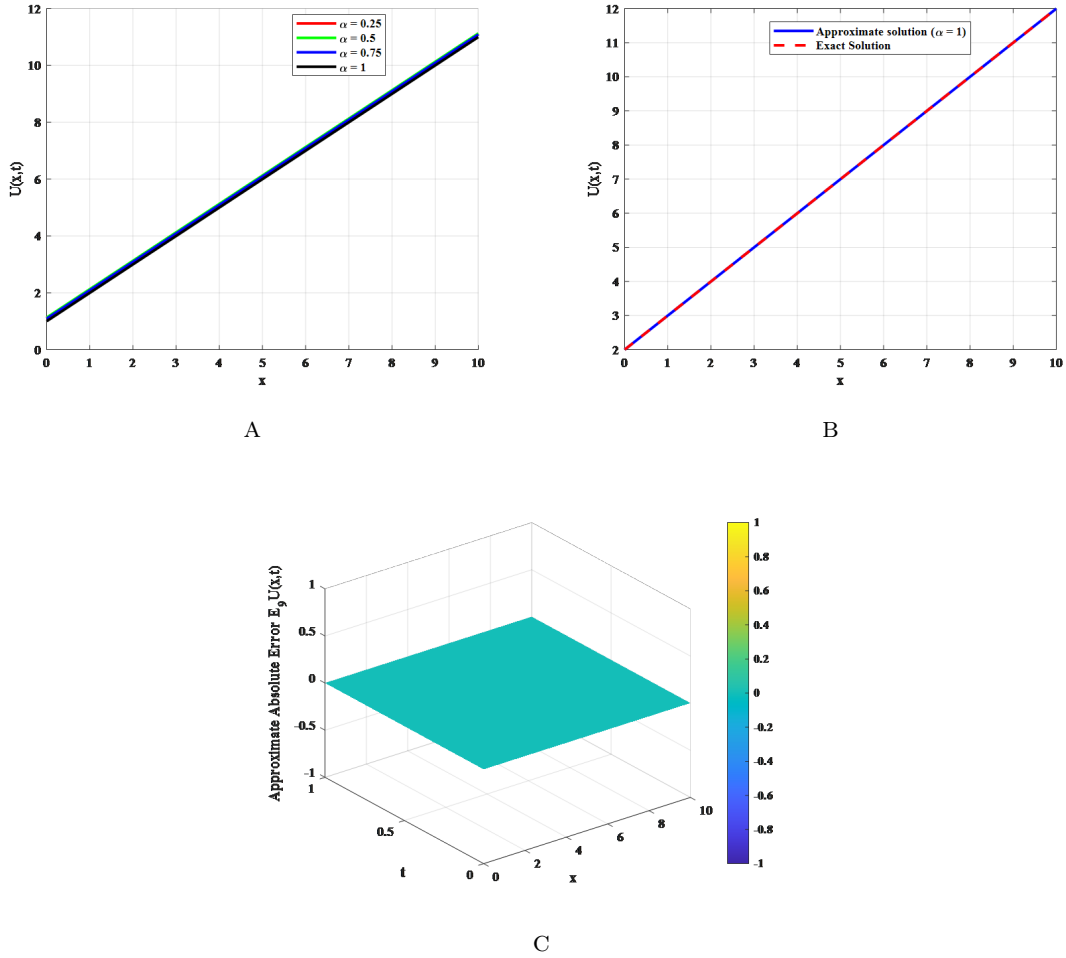 12
10
8
6
4
2
0
U(x,t)
α = 0.25
α = 0.5
α = 0.75
α = 1
0 1 2 3 4 5 6 7 8 9 10
x
A
12
11
10
9
8
7
6
5
4
3
2
U(x,t)
Approximate solution (α = 1)
Exact Solution
0 1 2 3 4 5 6 7 8 9 10
x
B
Approximate Absolute Error E₉U(x,t)
1
0.5
0
-0.5
-1
1
0.5
0
t
0
2
4
6
8
10
x
1
0.8
0.6
0.4
0.2
0
-0.2
-0.4
-0.6
-0.8
-1
C